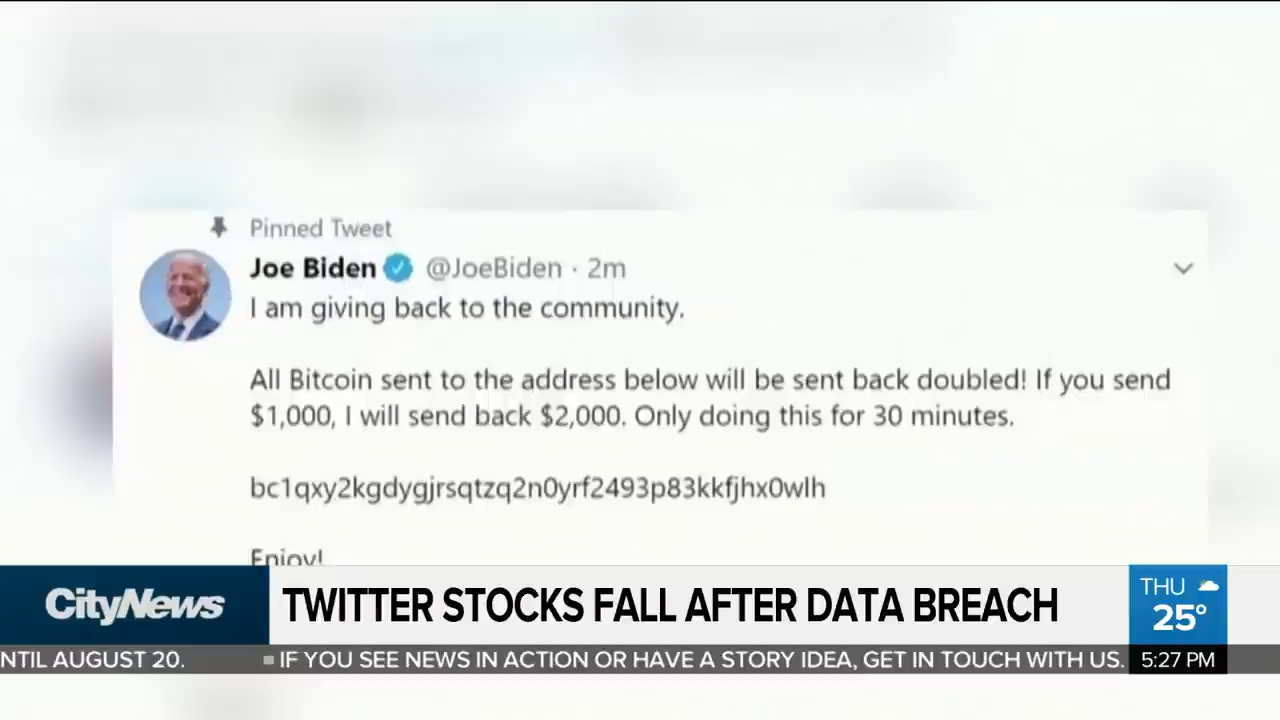 Pinned Tweet
Joe Biden @JoeBiden · 2m
I am giving back to the community.
All Bitcoin sent to the address below will be sent back doubled! If you send
$1,000, I will send back $2,000. Only doing this for 30 minutes.
bc1qxy2kgdygjrsqtzq2n0yrf2493p83kkfjhx0wlh
Enjoy!
CityNews
TWITTER STOCKS FALL AFTER DATA BREACH
THU
25°
NTIL AUGUST 20. ▪ IF YOU SEE NEWS IN ACTION OR HAVE A STORY IDEA, GET IN TOUCH WITH US.
5:27 PM